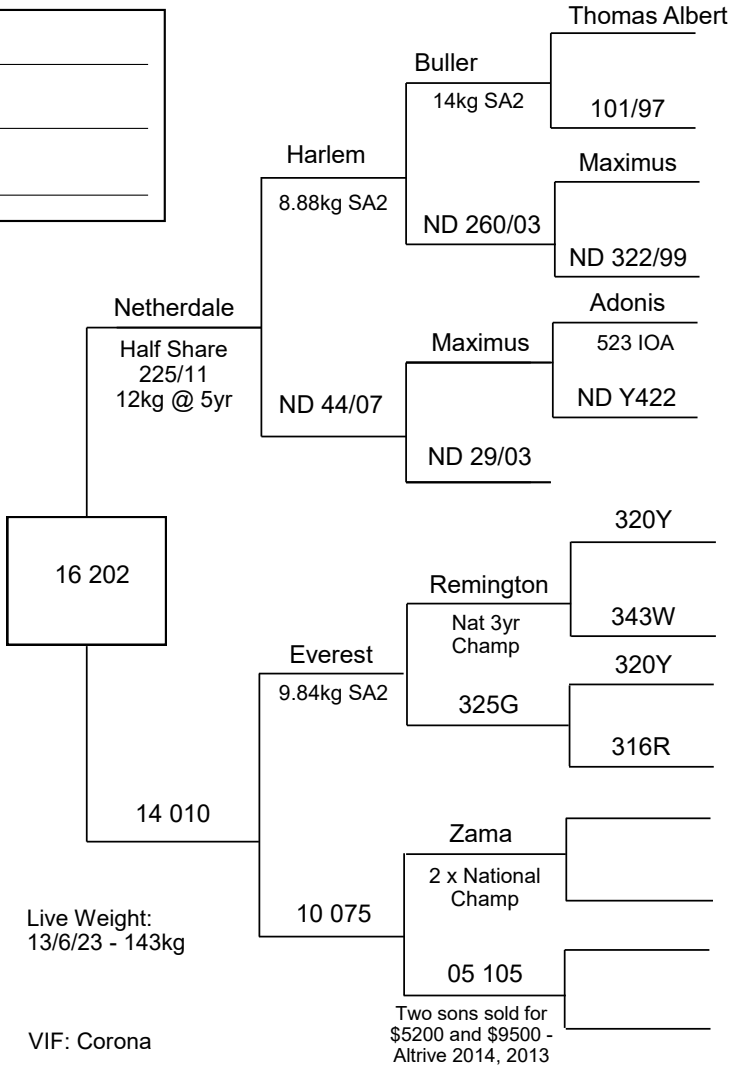 Thomas Albert
Buller
14kg SA2
101/97
Harlem
Maximus
8.88kg SA2
ND 260/03
ND 322/99
Netherdale
Adonis
Half Share
225/11
12kg @ 5yr
Maximus
523 IOA
ND 44/07
ND Y422
ND 29/03
320Y
16 202
Remington
Nat 3yr
Champ
343W
Everest
320Y
9.84kg SA2
325G
316R
14 010
Zama
2 x National
Champ
10 075
Live Weight:
13/6/23 - 143kg
05 105
Two sons sold for
$5200 and $9500 -
Altrive 2014, 2013
VIF: Corona